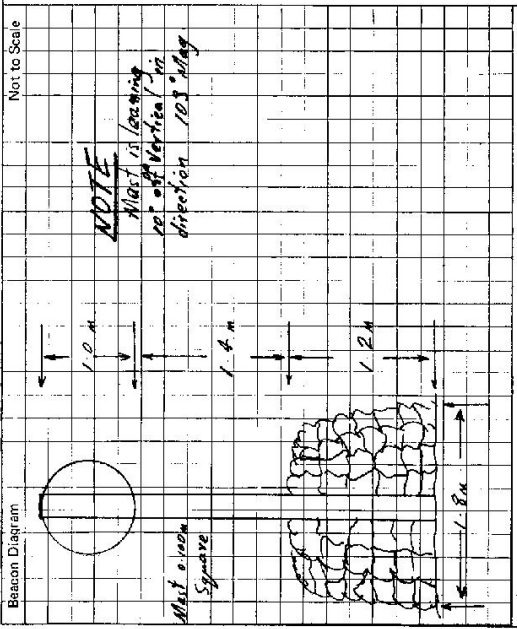 Beacon Diagram
Not to Scale
NOTE
Mast is leaning
10° off Vertical in
direction 103° Mag
1.0 M
1.4 M
1.2 M
Mast 0.100m
Square
1.8 M